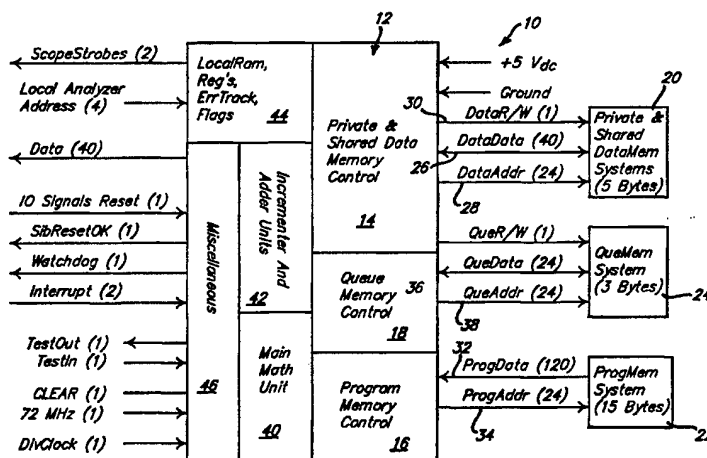 10
12
ScopeStrobes (2)
Local Analyzer
Address (4)
Data (40)
IO Signals Reset (1)
SibResetOK (1)
Watchdog (1)
Interrupt (2)
TestOut (1)
TestIn (1)
CLEAR (1)
72 MHz (1)
DivClock (1)
LocalRam,
Reg's,
ErrTrack,
Flags
44
Miscellaneous
46
Incrementer And
Adder Units
42
Main
Math
Unit
40
Private &
Shared Data
Memory
Control
14
Queue
Memory
Control
36
18
Program
Memory
Control
16
+5 Vdc
Ground
30
DataR/W (1)
DataData (40)
26
DataAddr (24)
28
QueR/W (1)
QueData (24)
QueAddr (24)
38
32
ProgData (120)
ProgAddr (24)
34
20
Private &
Shared
DataMem
Systems
(5 Bytes)
QueMem
System
(3 Bytes)
24
ProgMem
System
(15 Bytes)